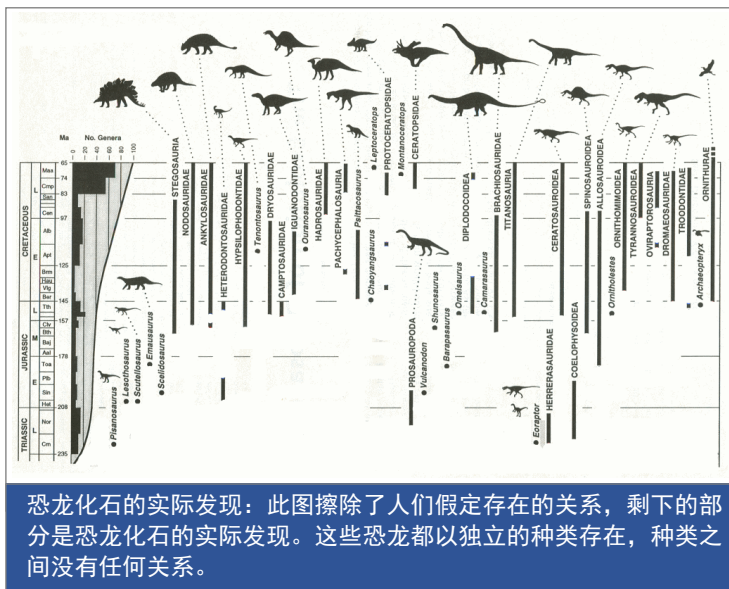 Ma
No. Genera
0
20
40
60
80
100
CRETACEOUS
JURASSIC
TRIASSIC
L
E
L
M
E
L
Max
Cmp
San
Cen
Alb
Apt
Brm
Hau
Vlg
Ber
Tth
Clv
Bth
Baj
Aal
Toa
Plb
Sin
Het
Nor
Crn
65
74
83
97
125
145
157
178
208
235
Pisanosaurus
Lesothosaurus
Scutellosaurus
Emausaurus
Scelidosaurus
STEGOSAURIA
NODOSAURIDAE
ANKYLOSAURIDAE
HETERODONTOSAURIDAE
HYPSILOPHODONTIDAE
Tenontosaurus
DRYOSAURIDAE
CAMPTOSAURIDAE
IGUANODONTIDAE
Ouranosaurus
HADROSAURIDAE
PACHYCEPHALOSAURIA
Psittacosaurus
Chaoyangsaurus
Leptoceratops
PROTOCERATOPSIDAE
Montanoceratops
CERATOPSIDAE
PROSAUROPODA
Vulcanodon
Shunosaurus
Barapasaurus
Omeisaurus
DIPLODOCOIDEA
Camarasaurus
BRACHIOSAURIDAE
TITANOSAURIA
Eoraptor
HERRERASAURIDAE
CERATOSAUROIDEA
COELOPHYSOIDEA
SPINOSAUROIDEA
ALLOSAUROIDEA
Ornitholestes
ORNITHOMIMOIDEA
TYRANNOSAUROIDEA
OVIRAPTOROSAURIA
DROMAEOSAURIDAE
TROODONTIDAE
Archaeopteryx
ORNITHURAE
恐龙化石的实际发现：此图擦除了人们假定存在的关系，剩下的部
分是恐龙化石的实际发现。这些恐龙都以独立的种类存在，种类之
间没有任何关系。